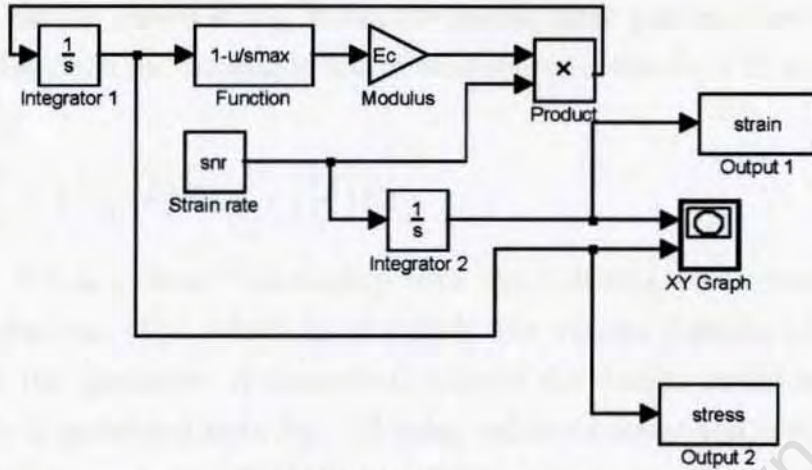 1
s
Integrator 1
1-u/smax
Function
Ec
Modulus
×
Product
strain
Output 1
snr
Strain rate
1
s
Integrator 2
XY Graph
stress
Output 2